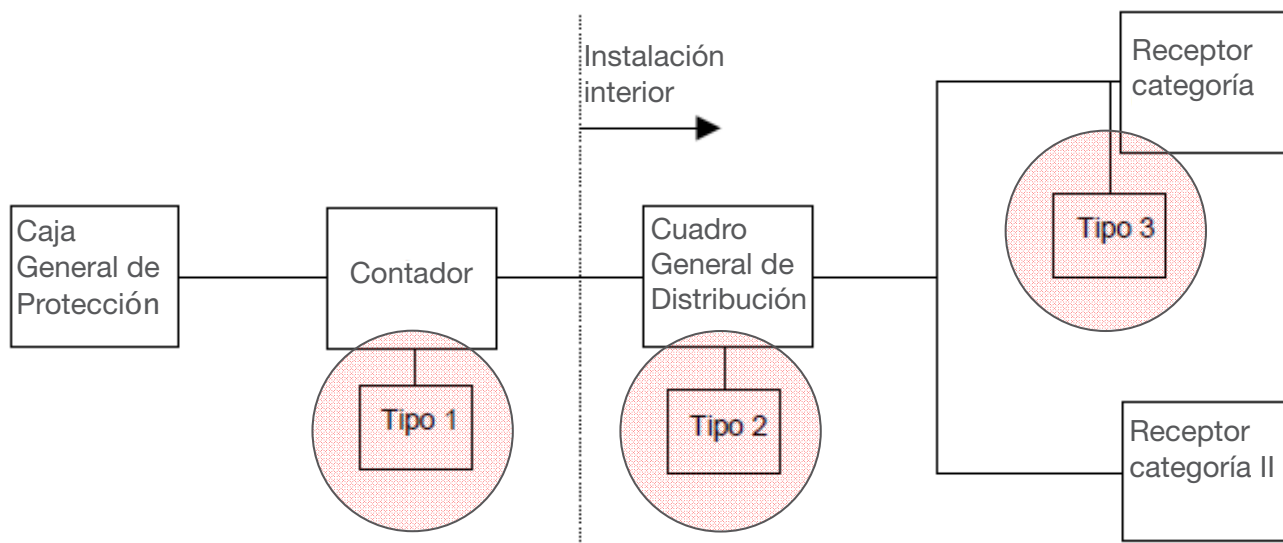 Instalación
interior
Receptor
categoría
Caja
General de
Protección
Contador
Cuadro
General de
Distribución
Tipo 3
Tipo 1
Tipo 2
Receptor
categoría II